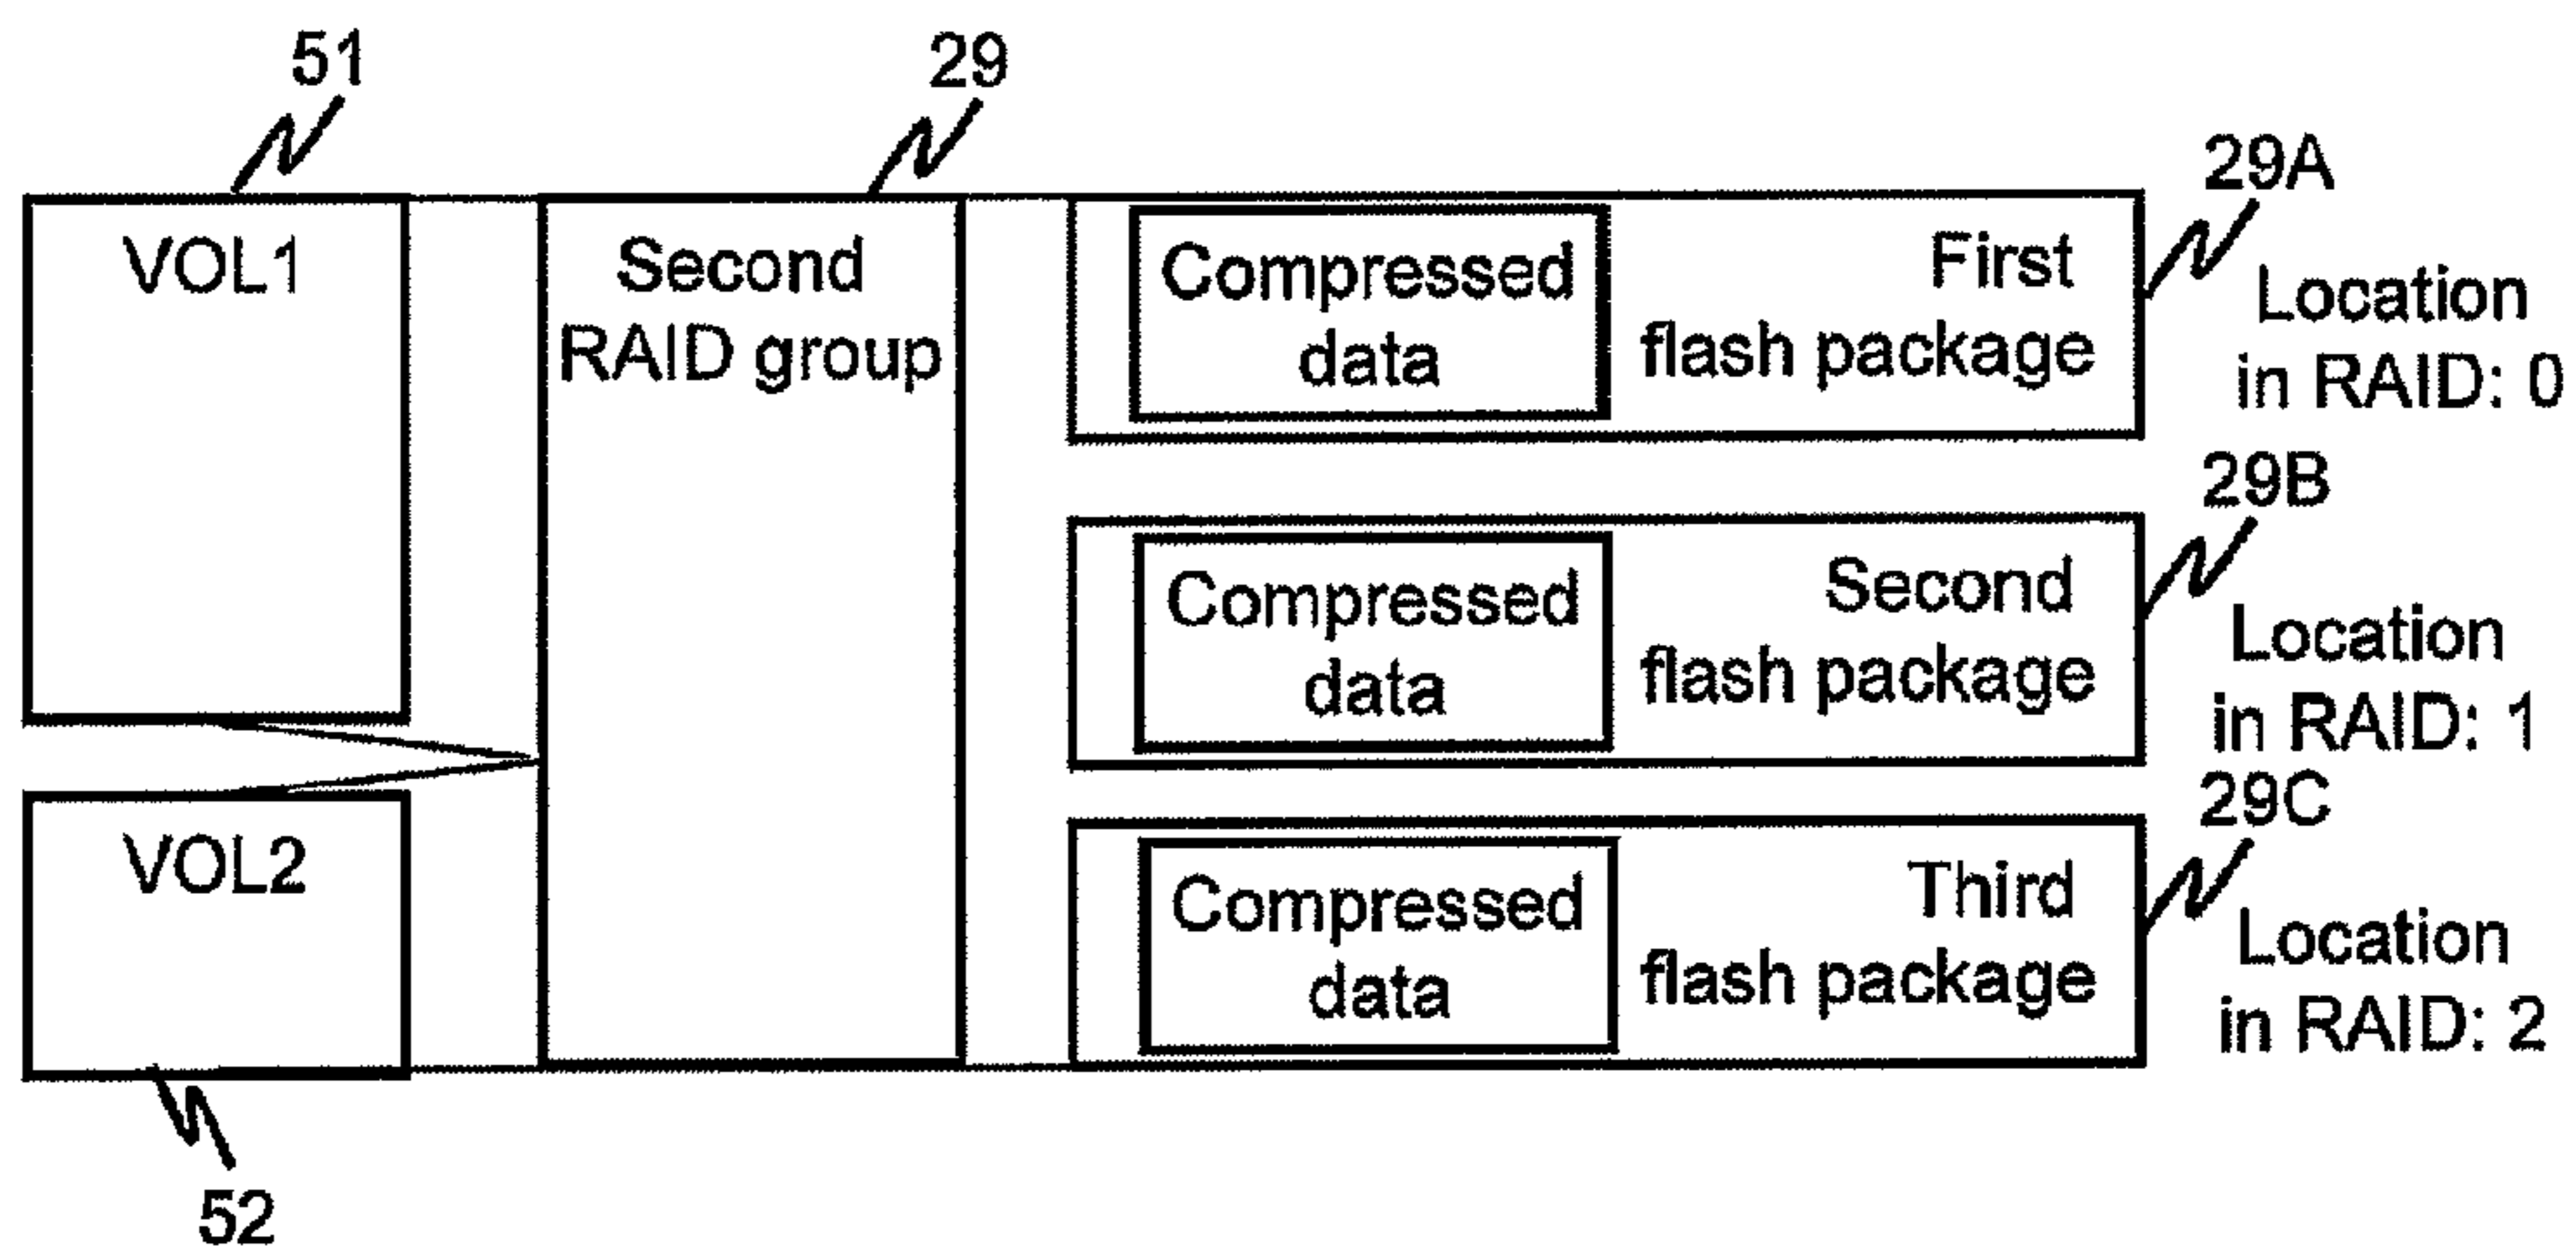 51
29
VOL1
Second
RAID group
Compressed
data
First
flash package
29A
Location
in RAID: 0
Compressed
data
Second
flash package
29B
Location
in RAID: 1
VOL2
Compressed
data
Third
flash package
29C
Location
in RAID: 2
52